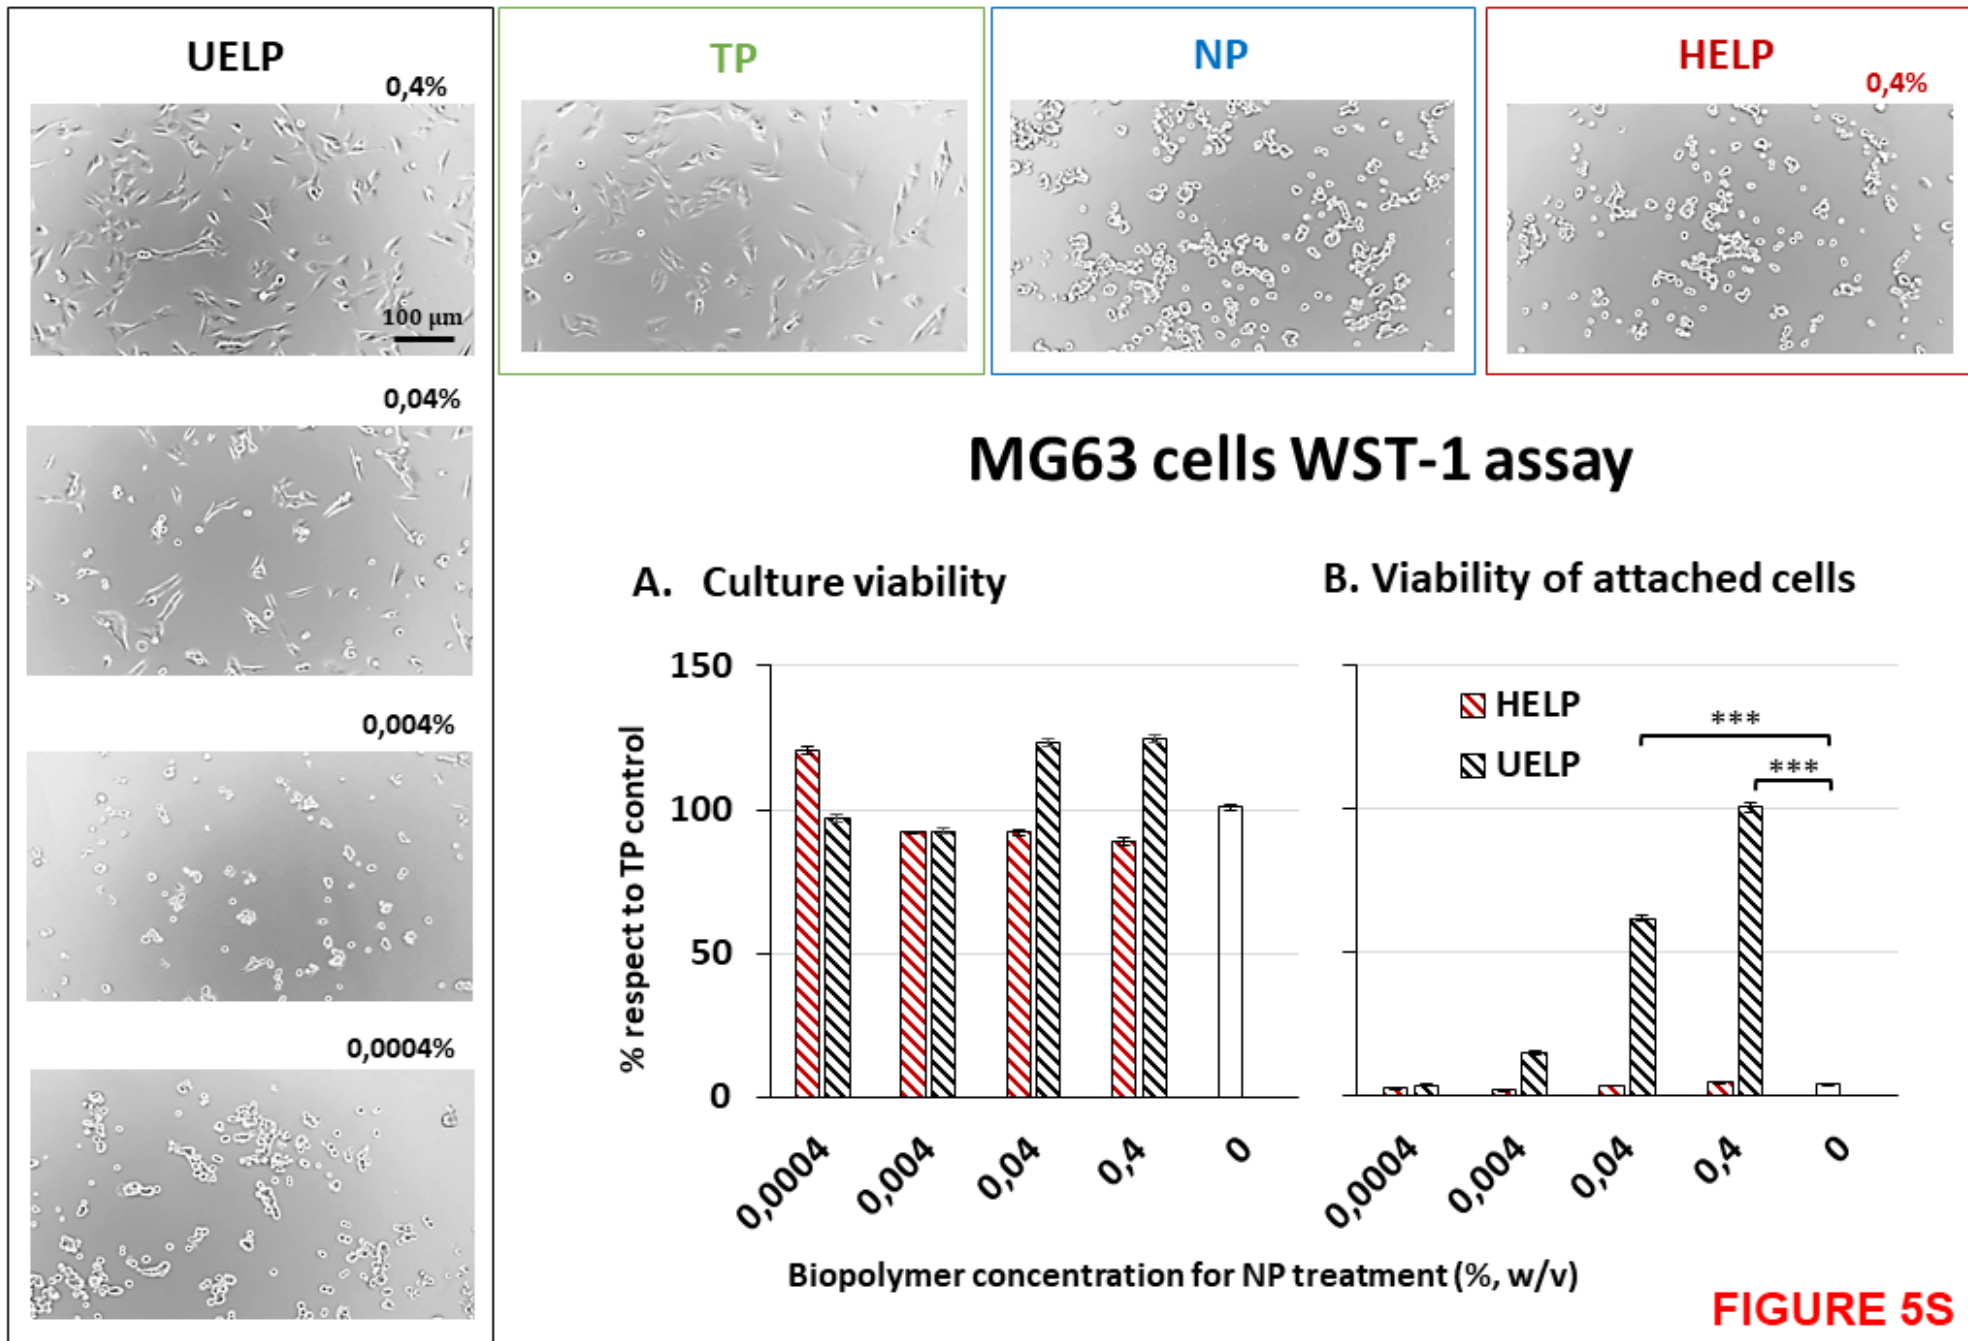 UELP
0,4%
100 µm
0,04%
0,004%
0,0004%
TP
NP
HELP
0,4%
MG63 cells WST-1 assay
A. Culture viability
B. Viability of attached cells
% respect to TP control
150
100
50
0
HELP
UELP
***
***
0,0004
0,004
0,04
0,4
0
0,0004
0,004
0,04
0,4
0
Biopolymer concentration for NP treatment (%, w/v)
FIGURE 5S